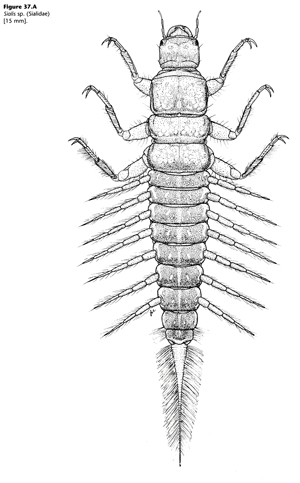 Figure 37.A
Sialis sp. (Sialidae)
[15 mm].